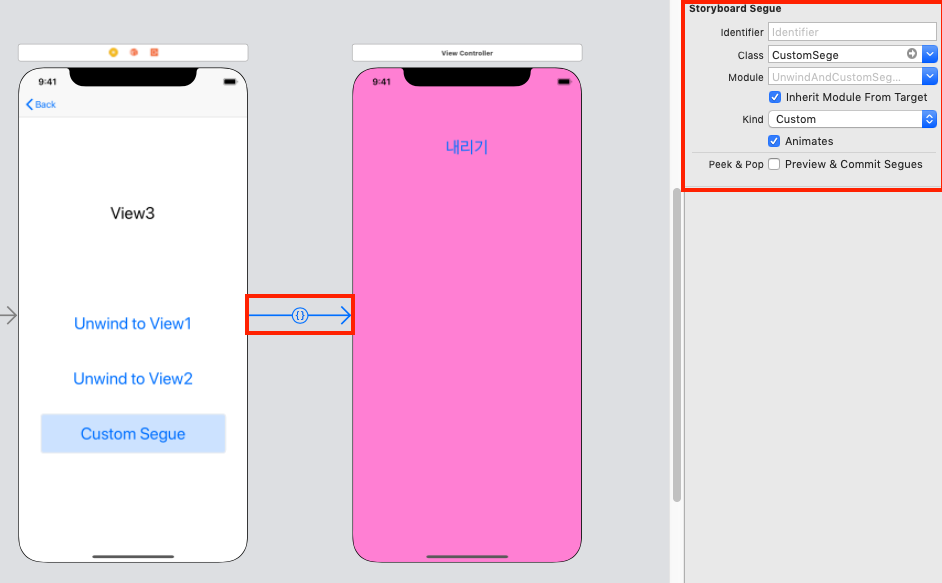 Storyboard Segue
Identifier Identifier
Class CustomSege
Module UnwindAndCustomSeg...
Inherit Module From Target
Kind Custom
Animates
Peek & Pop Preview & Commit Segues
9:41
Back
View3
Unwind to View1
Unwind to View2
Custom Segue
{}
View Controller
9:41
내리기